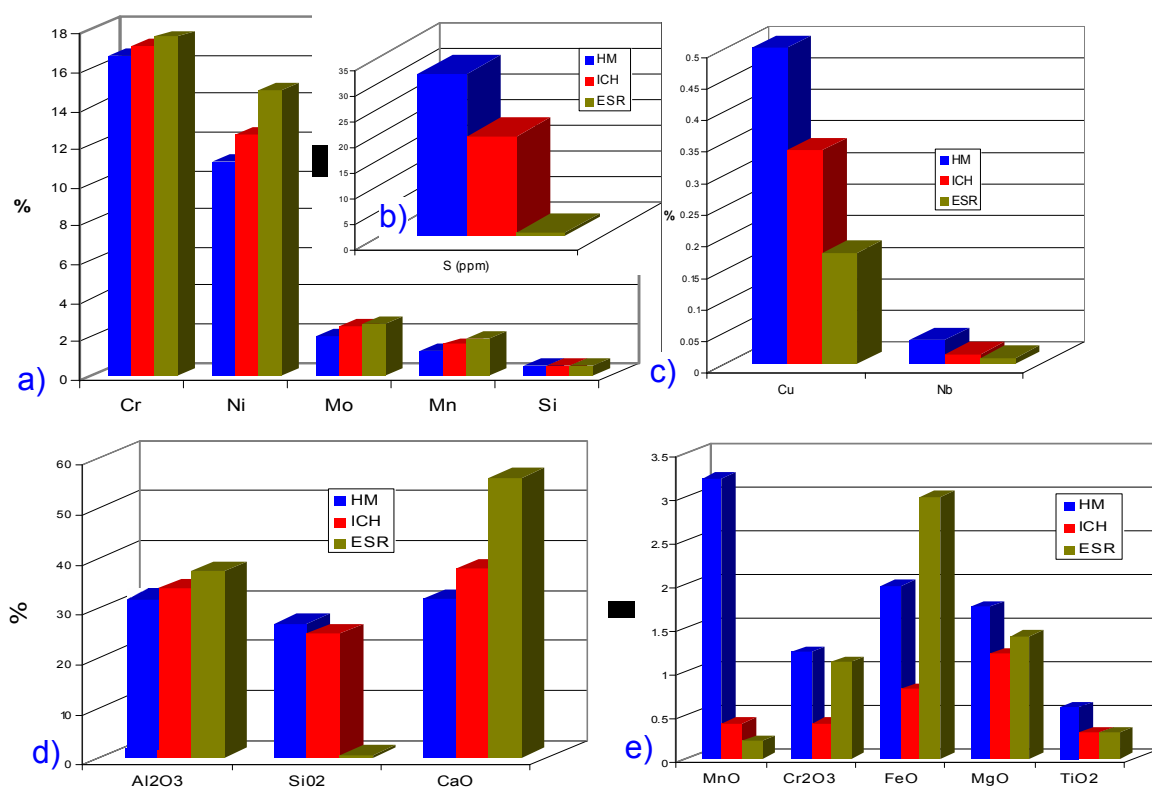 18
16
14
12
10
8
6
4
2
0
%
Cr Ni Mo Mn Si
a)
35
30
25
20
15
10
5
0
HM
ICH
ESR
b)
S (ppm)
0.5
0.45
0.4
0.35
0.3
0.25
0.2
0.15
0.1
0.05
0
%
HM
ICH
ESR
c)
Cu Nb
60
50
40
30
20
10
0
%
HM
ICH
ESR
d)
Al2O3 Si02 CaO
3.5
3
2.5
2
1.5
1
0.5
0
HM
ICH
ESR
e)
MnO Cr2O3 FeO MgO TiO2